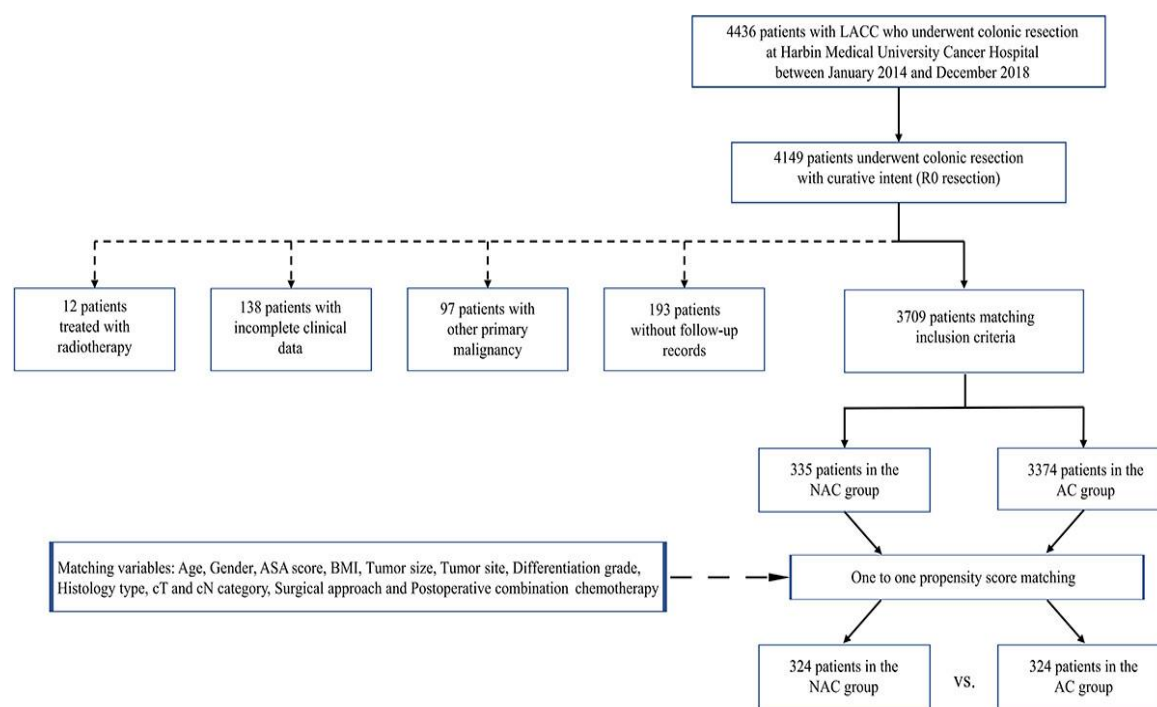 4436 patients with LACC who underwent colonic resection
at Harbin Medical University Cancer Hospital
between January 2014 and December 2018
4149 patients underwent colonic resection
with curative intent (R0 resection)
12 patients
treated with
radiotherapy
138 patients with
incomplete clinical
data
97 patients with
other primary
malignancy
193 patients
without follow-up
records
3709 patients matching
inclusion criteria
335 patients in the
NAC group
3374 patients in the
AC group
Matching variables: Age, Gender, ASA score, BMI, Tumor size, Tumor site, Differentiation grade,
Histology type, cT and cN category, Surgical approach and Postoperative combination chemotherapy
One to one propensity score matching
324 patients in the
NAC group
vs.
324 patients in the
AC group